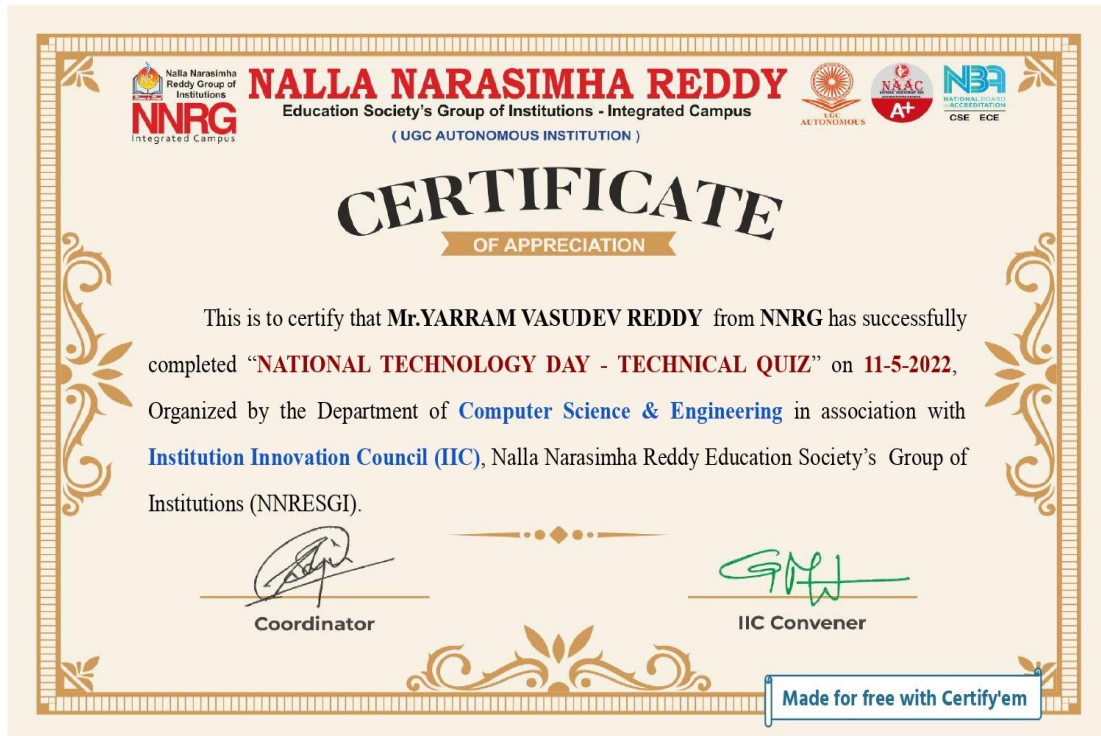 Nalla Narasimha
Reddy Group of
Institutions
NNRG
Integrated Campus
NALLA NARASIMHA REDDY
Education Society's Group of Institutions - Integrated Campus
( UGC AUTONOMOUS INSTITUTION )
UGC
AUTONOMOUS
NAAC
A+
NBA
NATIONAL BOARD
of ACCREDITATION
CSE ECE
CERTIFICATE
OF APPRECIATION
This is to certify that Mr.YARRAM VASUDEV REDDY from NNRG has successfully
completed “NATIONAL TECHNOLOGY DAY - TECHNICAL QUIZ” on 11-5-2022,
Organized by the Department of Computer Science & Engineering in association with
Institution Innovation Council (IIC), Nalla Narasimha Reddy Education Society’s Group of
Institutions (NNRESGI).
Coordinator
IIC Convener
Made for free with Certify'em